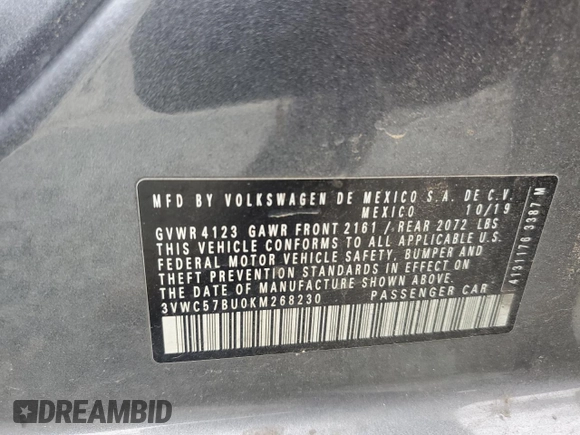 MFD BY VOLKSWAGEN DE MEXICO S.A. DE C.V.
MEXICO 10/19
GVWR 4123 GAWR FRONT 2161 / REAR 2072 LBS
THIS VEHICLE CONFORMS TO ALL APPLICABLE U.S.
FEDERAL MOTOR VEHICLE SAFETY, BUMPER AND
THEFT PREVENTION STANDARDS IN EFFECT ON
THE DATE OF MANUFACTURE SHOWN ABOVE.
3VWC57BU0KM268230 PASSENGER CAR
4131176 3387 M
DREAMBID